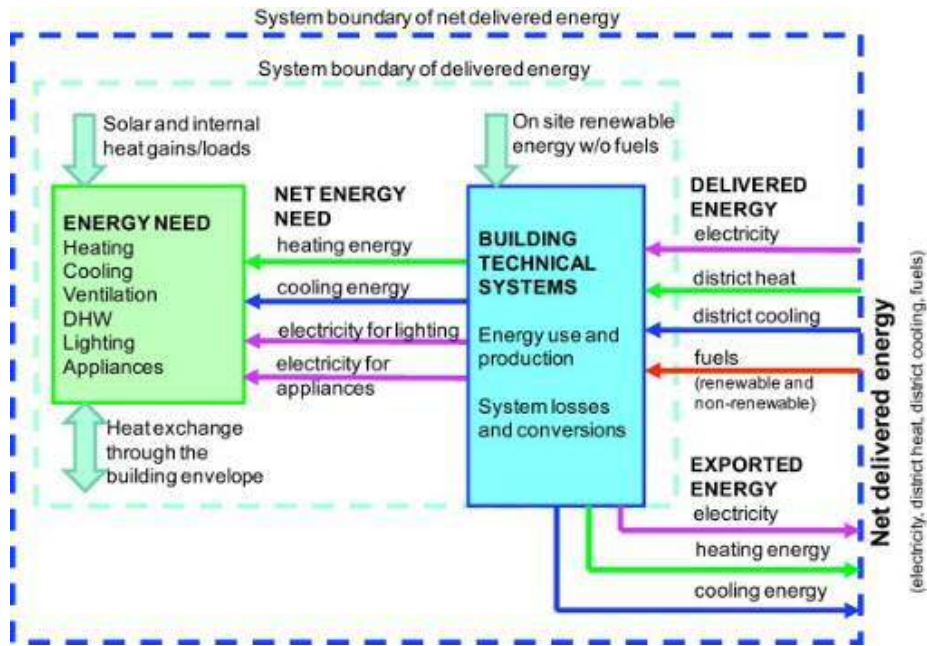 System boundary of net delivered energy
System boundary of delivered energy
Solar and internal
heat gains/loads
On site renewable
energy w/o fuels
ENERGY NEED
Heating
Cooling
Ventilation
DHW
Lighting
Appliances
NET ENERGY
NEED
heating energy
cooling energy
electricity for lighting
electricity for
appliances
BUILDING
TECHNICAL
SYSTEMS
Energy use and
production
System losses
and conversions
DELIVERED
ENERGY
electricity
district heat
district cooling
fuels
(renewable and
non-renewable)
Heat exchange
through the
building envelope
EXPORTED
ENERGY
electricity
heating energy
cooling energy
Net delivered energy
(electricity, district heat, district cooling, fuels)